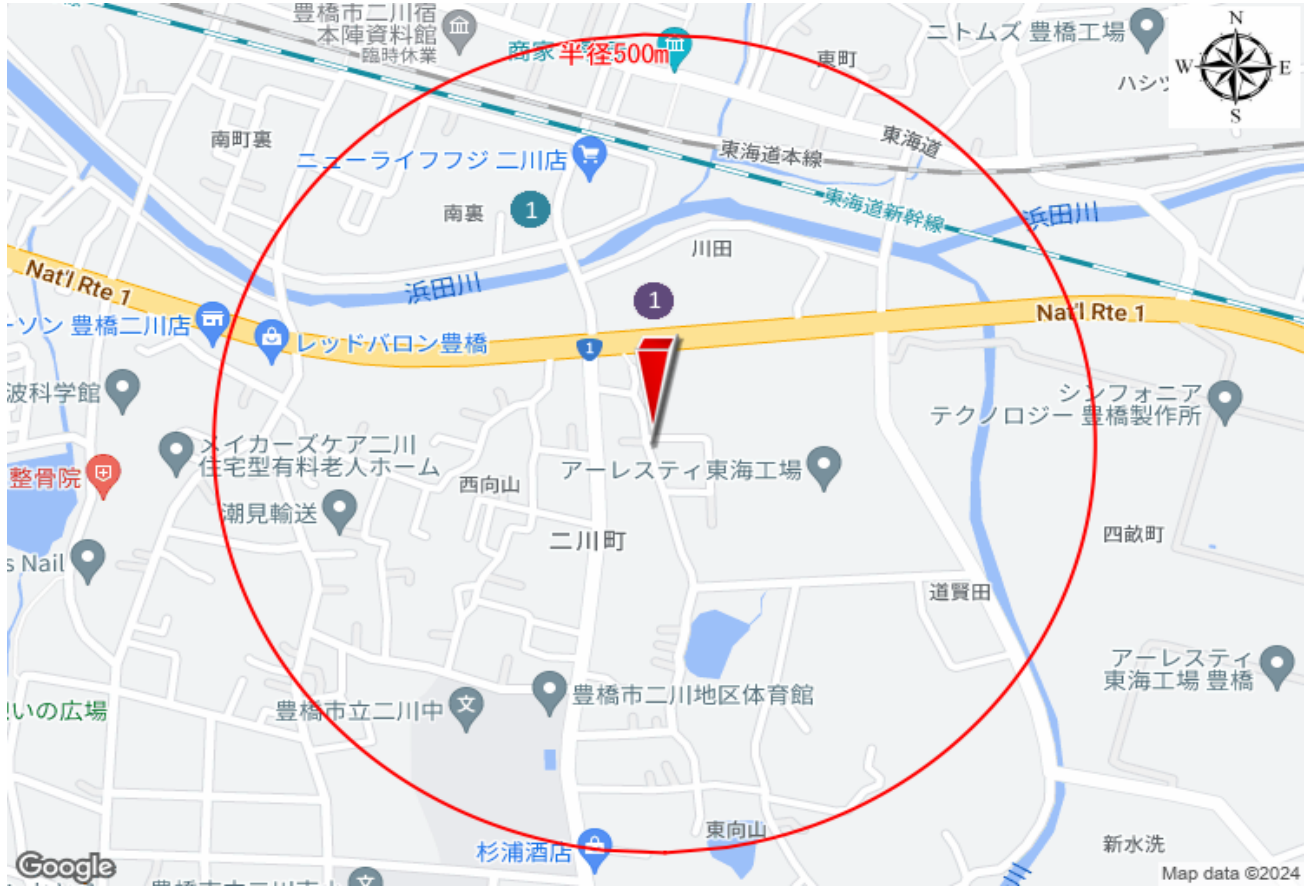 豊橋市二川宿
本陣資料館
臨時休業
商家
半径500m
東町
ニトムズ 豊橋工場
N
W
E
S
南町裏
ニューライフフジ 二川店
東海道本線
東海道
南裏
1
東海道新幹線
浜田川
川田
Nat'l Rte 1
浜田川
1
Nat'l Rte 1
ーソン 豊橋二川店
レッドバロン豊橋
1
波科学館
シンフォニア
テクノロジー 豊橋製作所
メイカーズケア二川
住宅型有料老人ホーム
整骨院
アーレスティ東海工場
西向山
潮見輸送
二川町
四畝町
s Nail
道賢田
アーレスティ
東海工場 豊橋
豊橋市二川地区体育館
豊橋市立二川中
文
いの広場
東向山
新水洗
杉浦酒店
Google
Map data ©2024